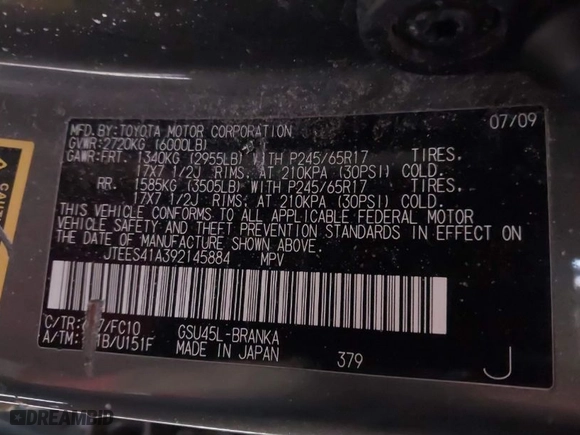 MFD.BY:TOYOTA MOTOR CORPORATION 07/09
GVWR:2720KG (6000LB)
GAWR:FRT. 1340KG (2955LB) WITH P245/65R17 TIRES.
17X7 1/2J RIMS. AT 210KPA (30PSI) COLD.
RR. 1585KG (3505LB) WITH P245/65R17 TIRES.
17X7 1/2J RIMS. AT 210KPA (30PSI) COLD.
THIS VEHICLE CONFORMS TO ALL APPLICABLE FEDERAL MOTOR
VEHICLE SAFETY AND THEFT PREVENTION STANDARDS IN EFFECT ON
THE DATE OF MANUFACTURE SHOWN ABOVE.
JTEES41A392145884 MPV
C/TR: /FC10 GSU45L-BRANKA
A/TM: /U151F MADE IN JAPAN 379 J
DREAMBID